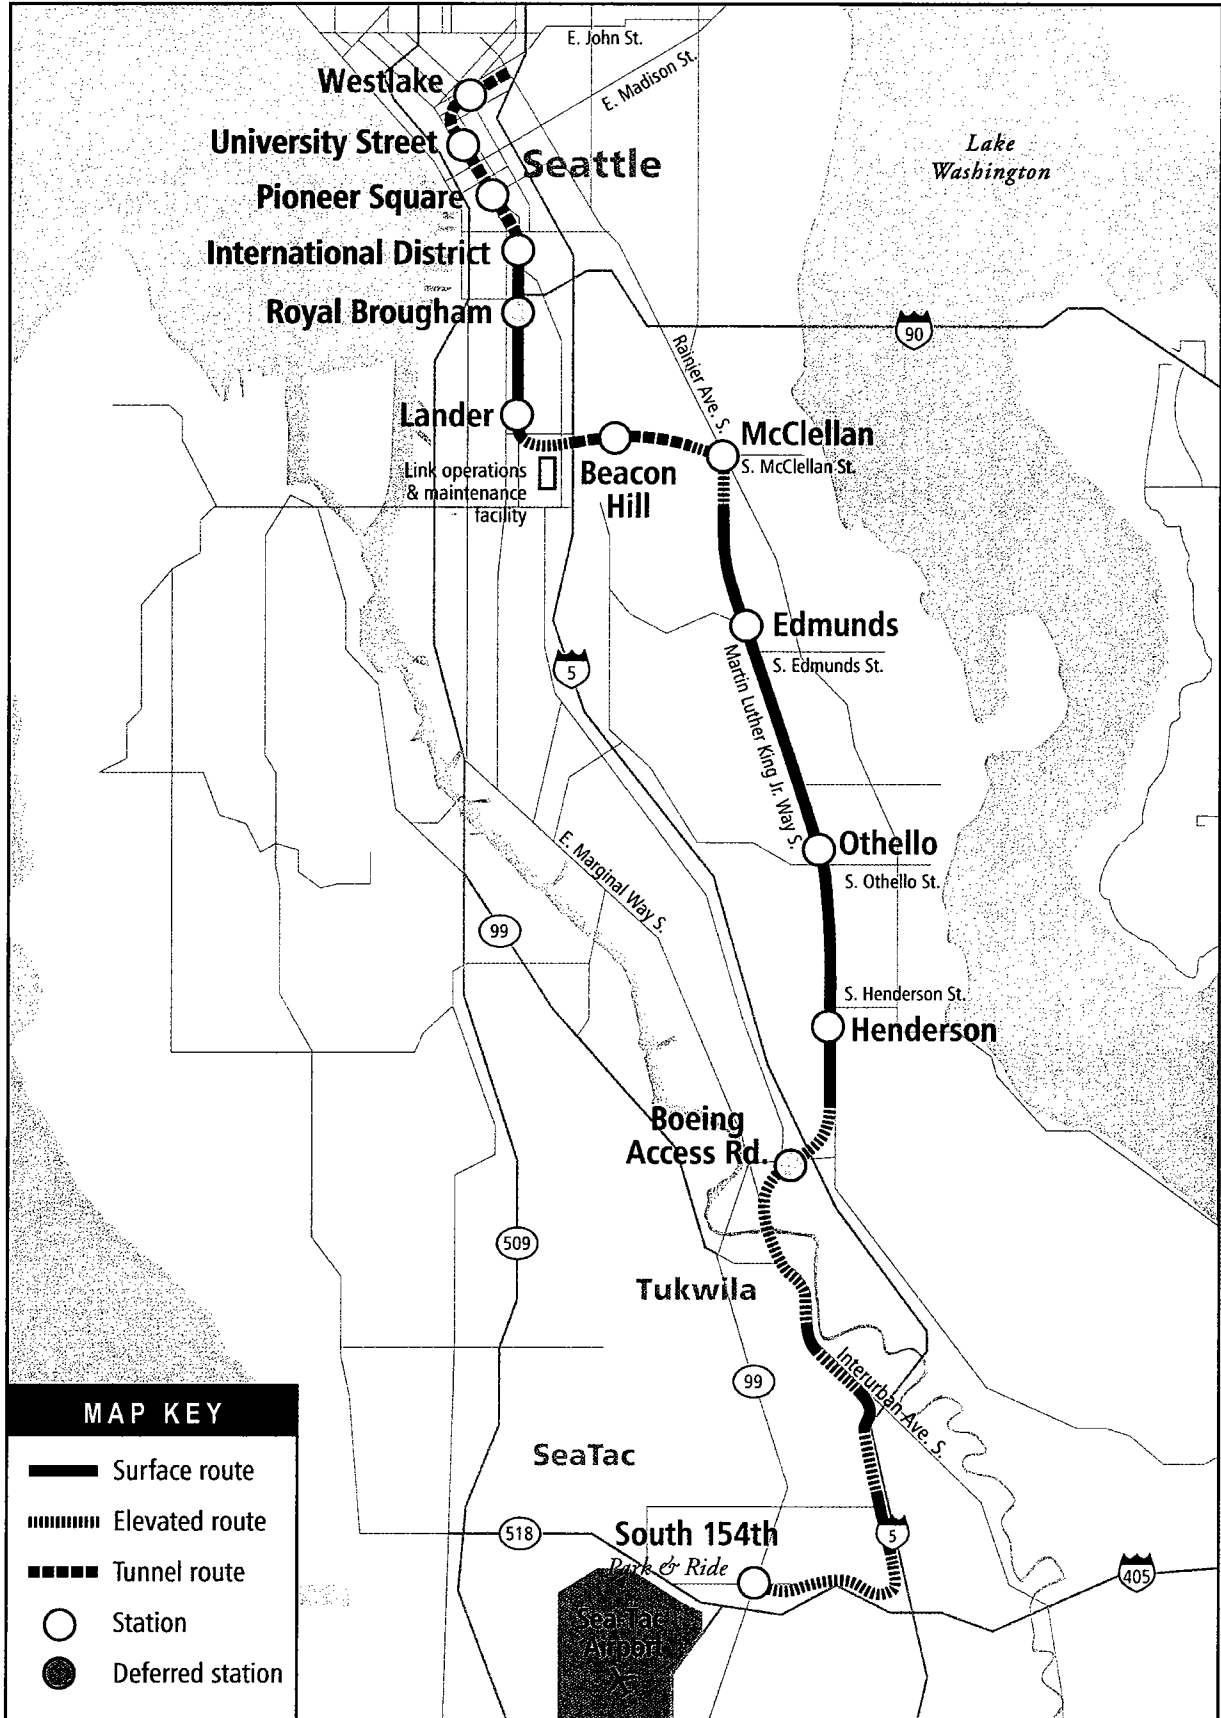 E. John St.
Westlake
E. Madison St.
University Street
Seattle
Lake
Washington
Pioneer Square
International District
Royal Brougham
90
Rainier Ave. S.
Lander
McClellan
S. McClellan St.
Link operations
& maintenance
facility
Beacon
Hill
Edmunds
S. Edmunds St.
5
Martin Luther King Jr. Way S.
Othello
S. Othello St.
E. Marginal Way S.
99
S. Henderson St.
Henderson
Boeing
Access Rd.
509
Tukwila
Interurban Ave. S.
99
MAP KEY
Surface route
Elevated route
Tunnel route
Station
Deferred station
SeaTac
518
South 154th
Park & Ride
5
405
Sea-Tac
Airport